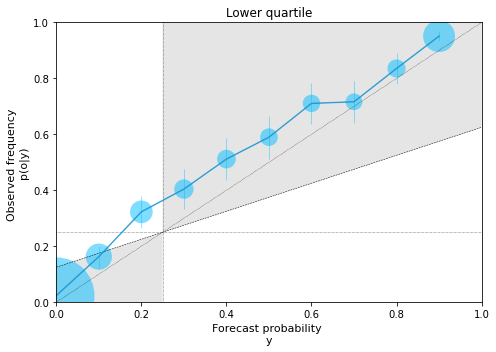 Lower quartile
1.0
0.8
0.6
0.4
0.2
0.0
Observed frequency
p(o|y)
0.0 0.2 0.4 0.6 0.8 1.0
Forecast probability
y